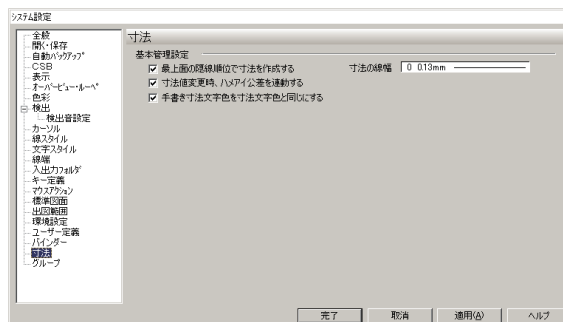 システム設定
全般
開く・保存
自動バックアップ
CSB
表示
オーバービュー・ルーペ
色彩
検出
検出音設定
カーソル
線スタイル
文字スタイル
線端
入出力フォルダ
キー定義
マウスアクション
標準図面
出図範囲
環境設定
ユーザー定義
バインダー
寸法
グループ
寸法
基本管理設定
最上面の隠線順位で寸法を作成する
寸法の線幅 0 0.13mm
寸法値変更時、ハメアイ公差を連動する
手書き寸法文字色を寸法文字色と同じにする
完了 取消 適用(A) ヘルプ